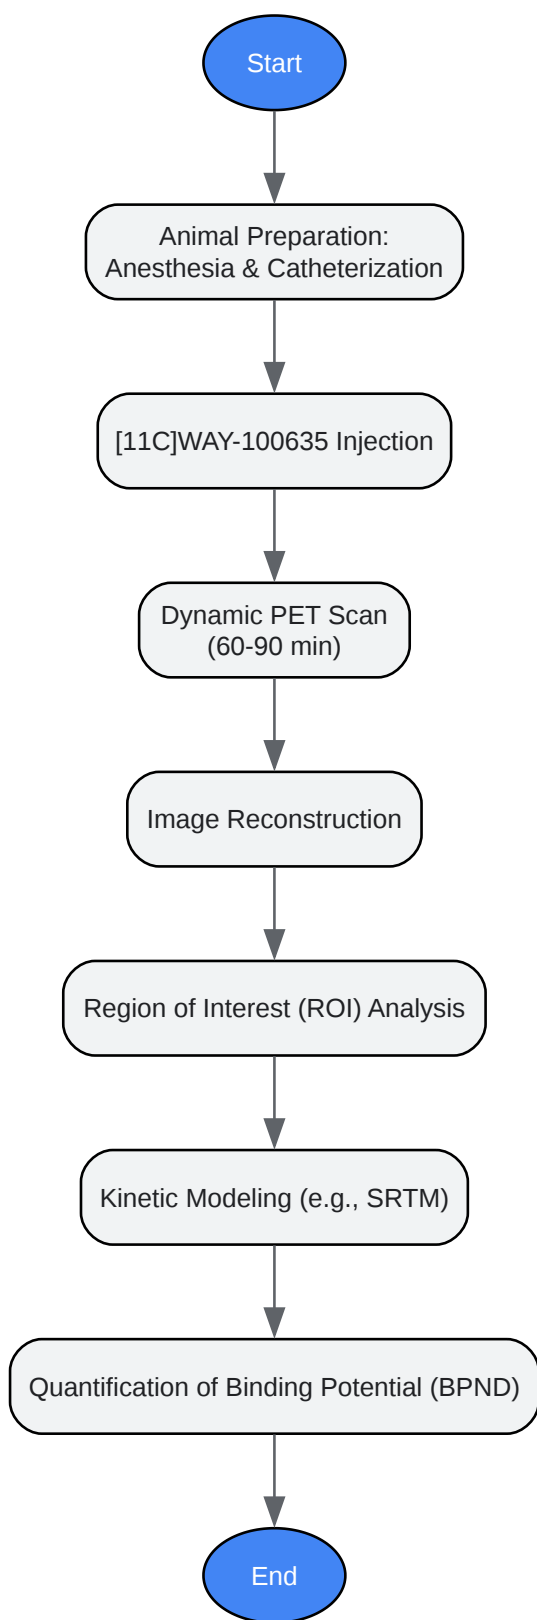 Start
Animal Preparation:
Anesthesia & Catheterization
[11C]WAY-100635 Injection
Dynamic PET Scan
(60-90 min)
Image Reconstruction
Region of Interest (ROI) Analysis
Kinetic Modeling (e.g., SRTM)
Quantification of Binding Potential (BPND)
End